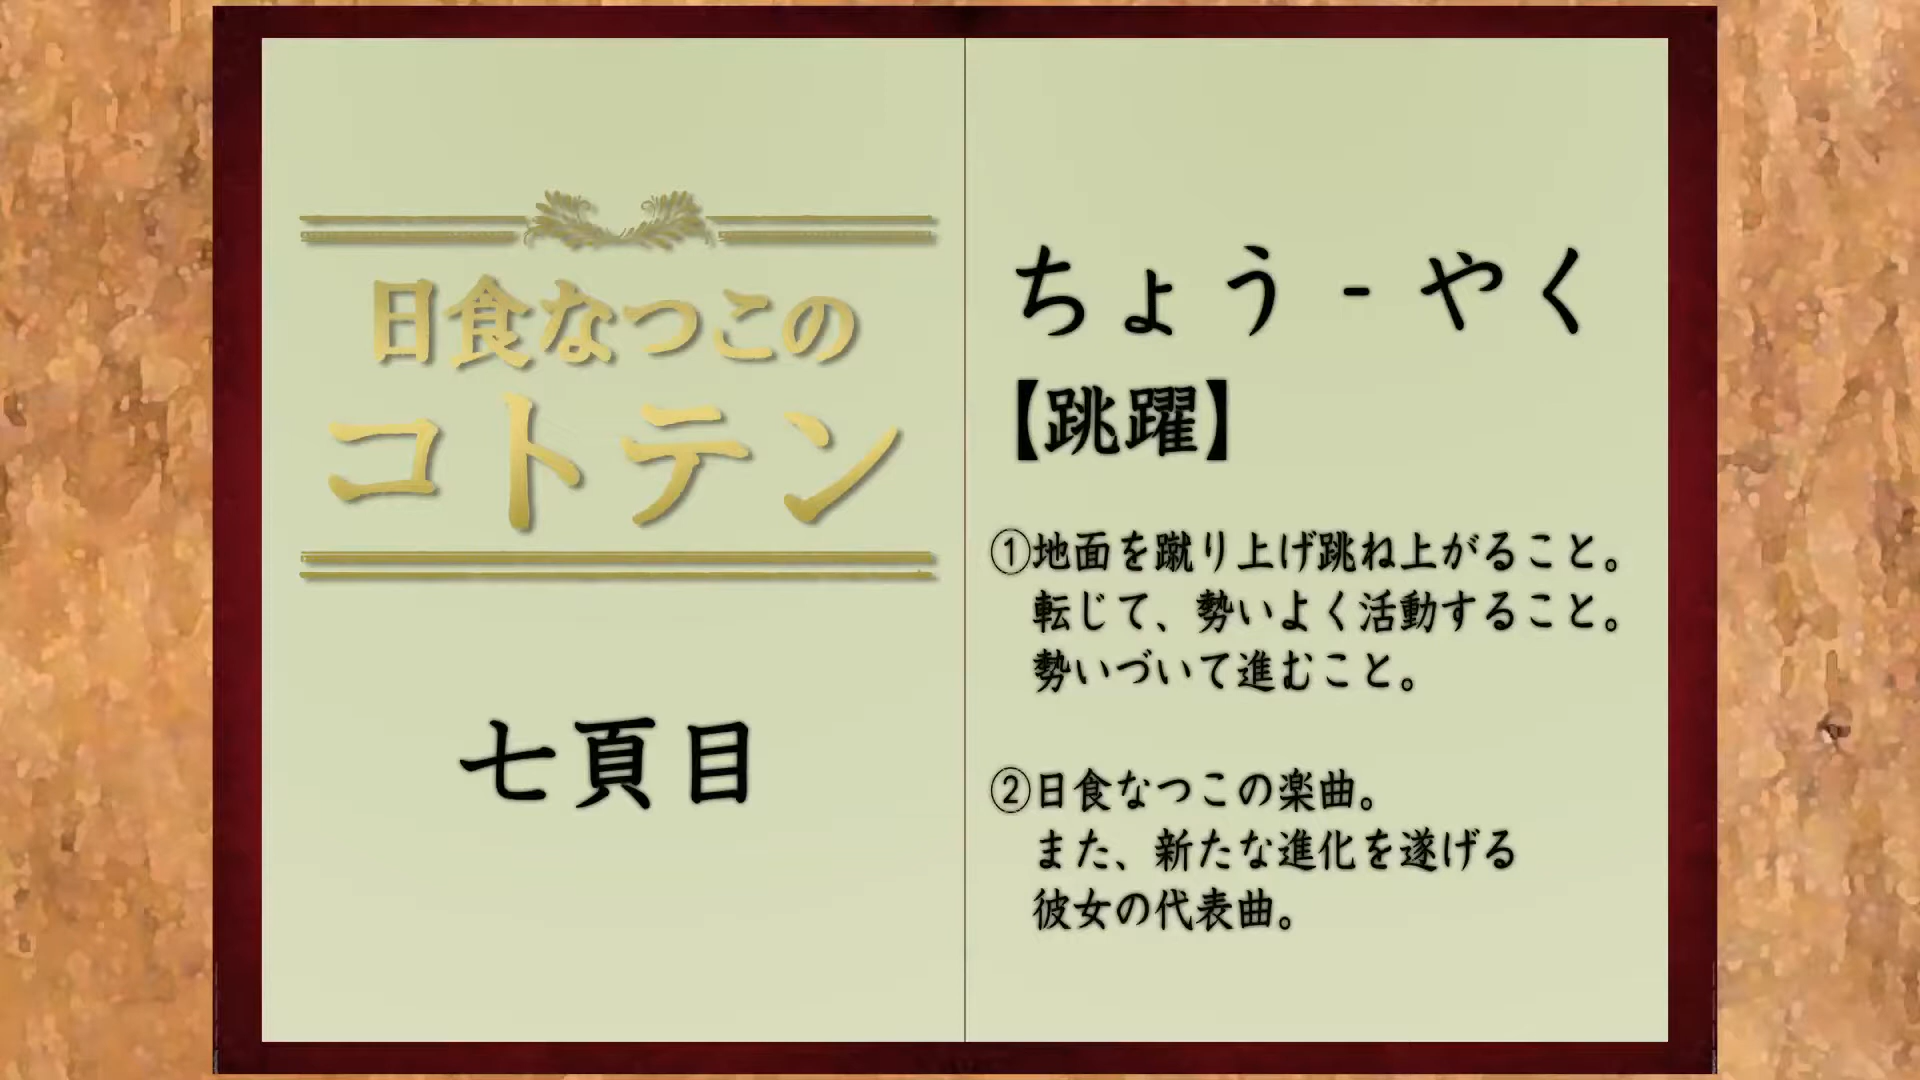 日食なつこの
コトテン
七頁目
ちょう‐やく
【跳躍】
①地面を蹴り上げ跳ね上がること。
転じて、勢いよく活動すること。
勢いづいて進むこと。
②日食なつこの楽曲。
また、新たな進化を遂げる
彼女の代表曲。